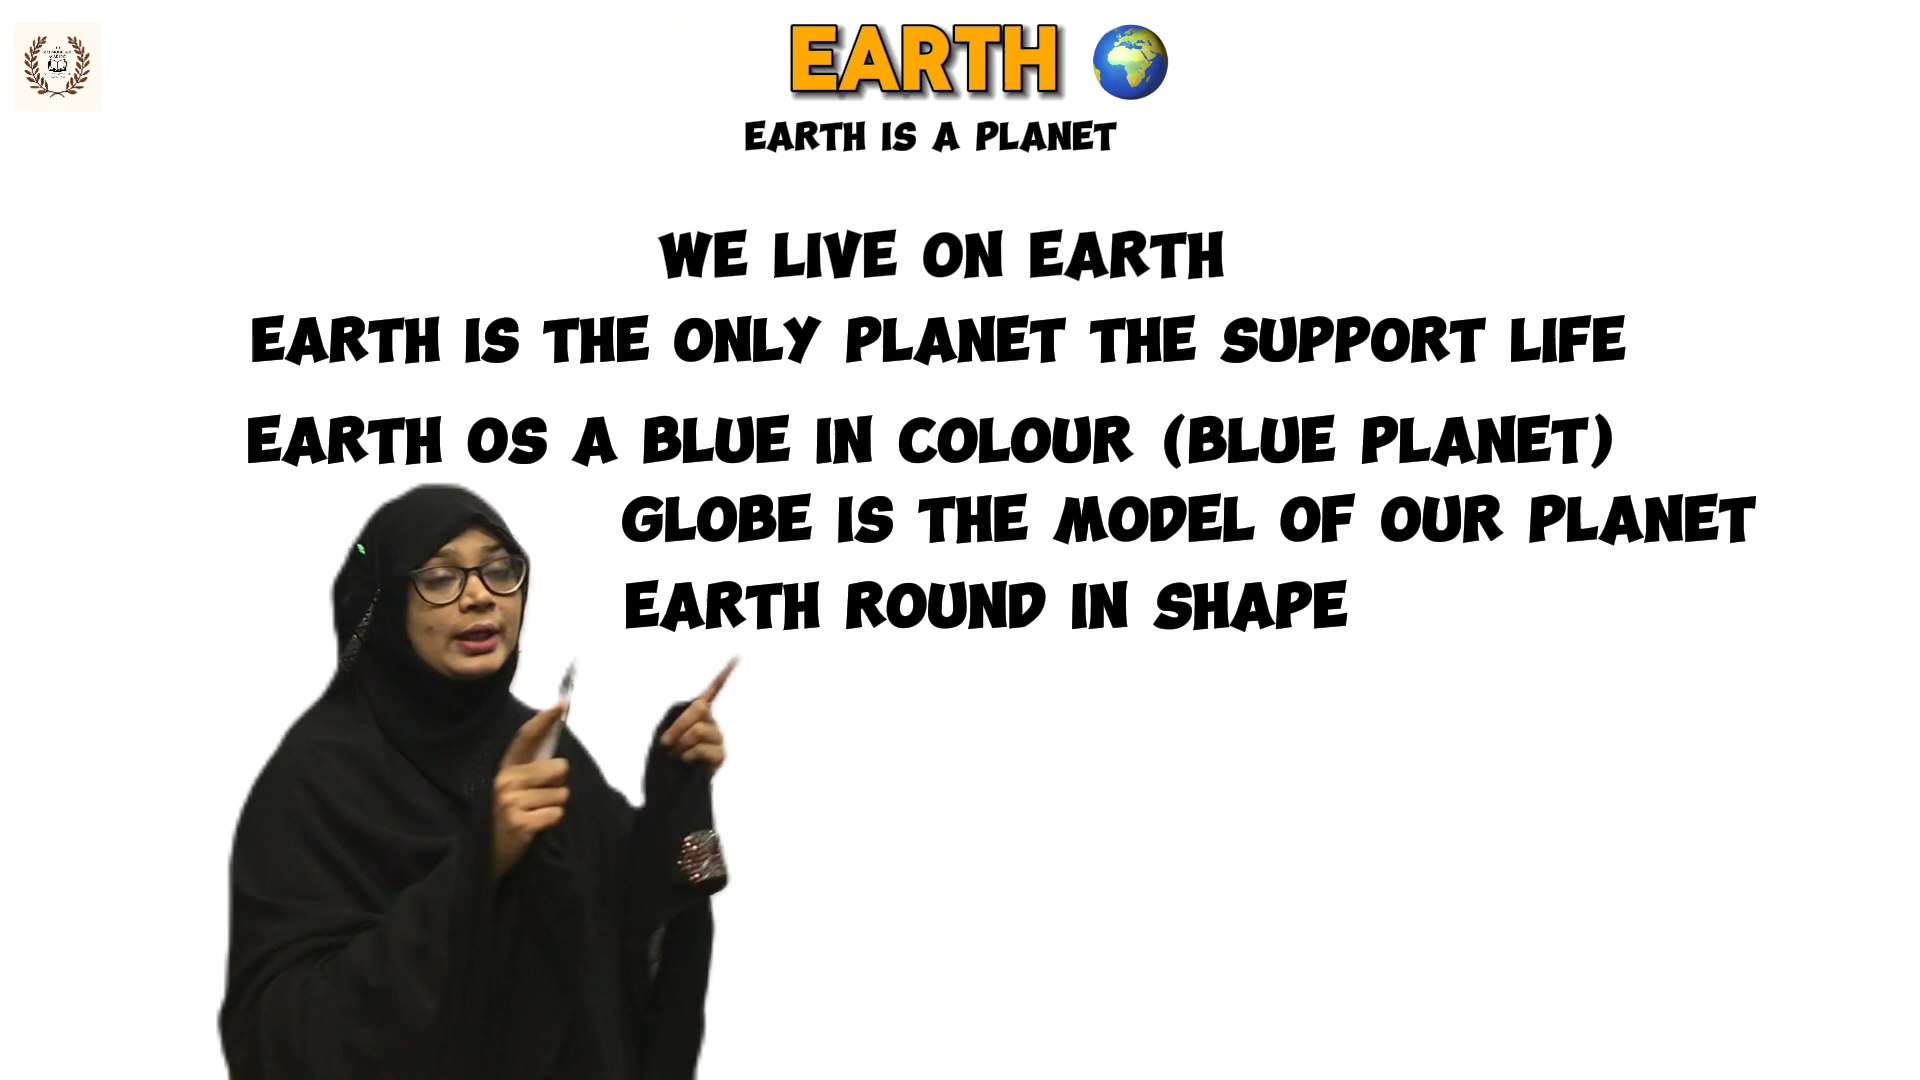 EARTH
EARTH IS A PLANET
WE LIVE ON EARTH
EARTH IS THE ONLY PLANET THE SUPPORT LIFE
EARTH OS A BLUE IN COLOUR (BLUE PLANET)
GLOBE IS THE MODEL OF OUR PLANET
EARTH ROUND IN SHAPE